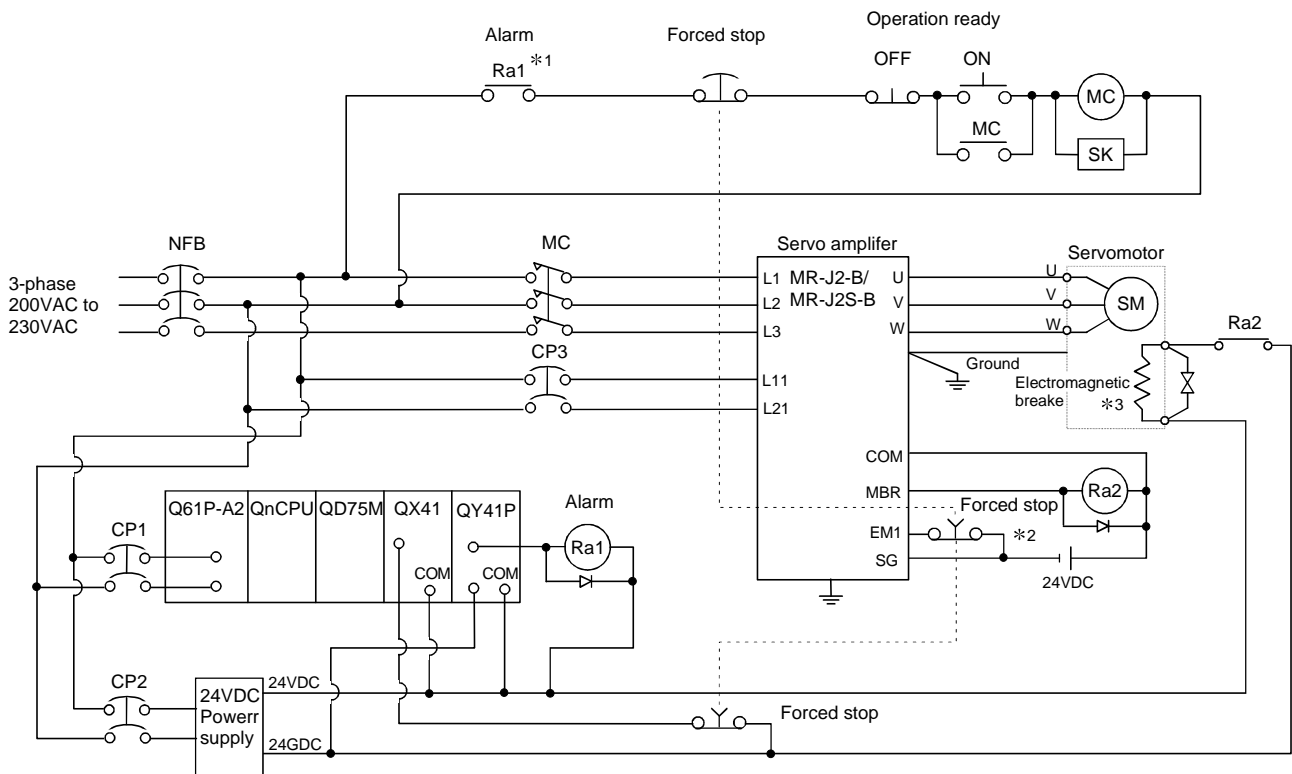 Operation ready
Alarm
Forced stop
Ra1 *1
OFF
ON
MC
MC
SK
NFB
MC
Servo amplifer
Servomotor
3-phase
200VAC to
230VAC
L1
MR-J2-B/
MR-J2S-B
U
U
L2
V
V
SM
L3
W
W
Ra2
CP3
Ground
L11
Electromagnetic
breake
*3
L21
COM
MBR
Ra2
Forced stop
EM1
*2
SG
24VDC
Alarm
Q61P-A2
QnCPU
QD75M
QX41
QY41P
CP1
Ra1
COM
COM
CP2
24VDC
Powerr
supply
24VDC
24GDC
Forced stop